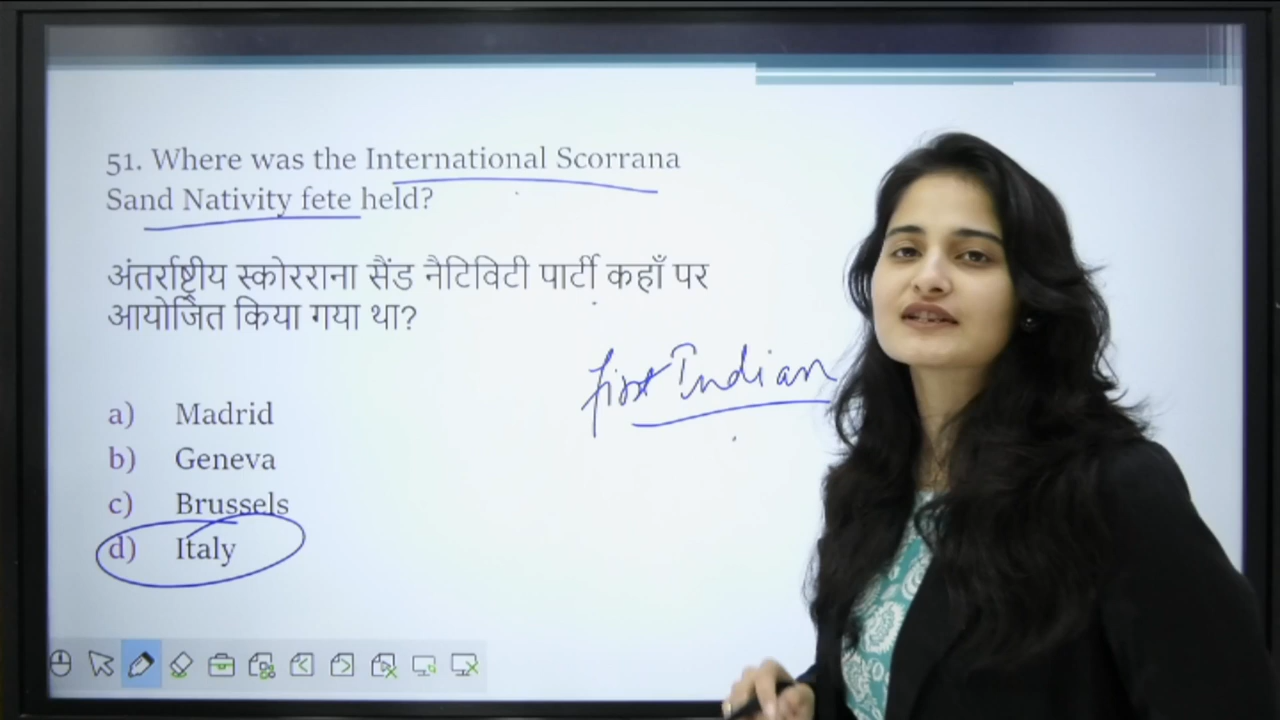 51. Where was the International Scorrana
Sand Nativity fete held?
अंतर्राष्ट्रीय स्कोरराना सैंड नैटिविटी पार्टी कहाँ पर
आयोजित किया गया था?
first Indian
a) Madrid
b) Geneva
c) Brussels
d) Italy